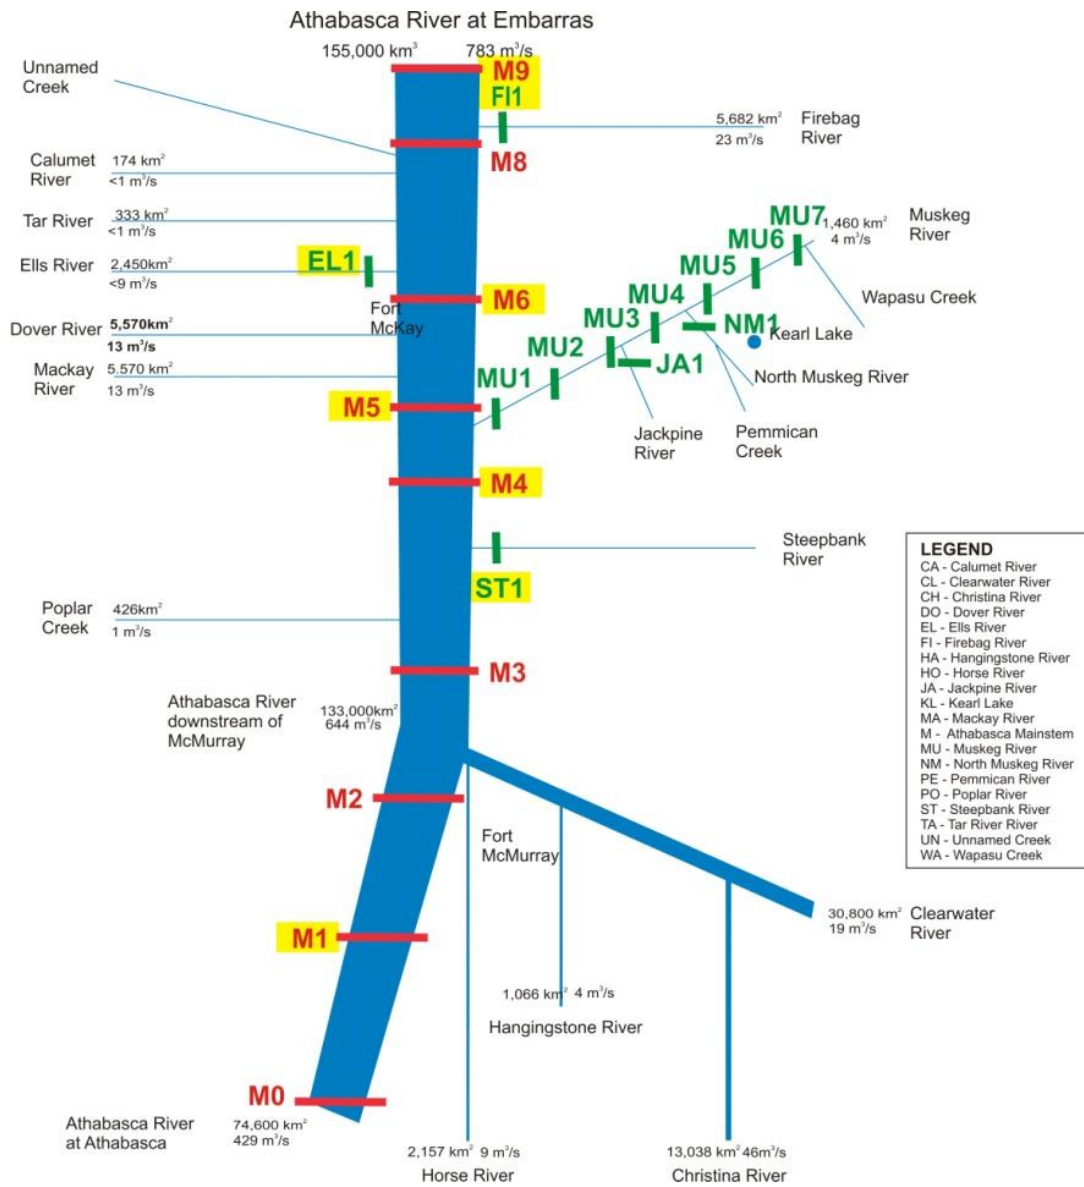 Athabasca River at Embarras
155,000 km³ 783 m³/s
Unnamed
Creek
M9
FI1
5,682 km²
23 m³/s
Firebag
River
M8
Calumet
River
174 km²
<1 m³/s
Tar River
333 km²
<1 m³/s
MU7
1,460 km²
4 m³/s
Muskeg
River
MU6
Ells River
2,450km²
<9 m³/s
EL1
MU5
Wapasu Creek
M6
MU4
Fort
McKay
MU3
NM1
Kearl Lake
Dover River
5,570km²
13 m³/s
MU2
JA1
Mackay
River
5,570 km²
13 m³/s
MU1
North Muskeg River
M5
Jackpine
River
Pemmican
Creek
M4
Steepbank
River
ST1
Poplar
Creek
426km²
1 m³/s
M3
Athabasca River
downstream of
McMurray
133,000km²
644 m³/s
M2
Fort
McMurray
M1
30,800 km²
19 m³/s
Clearwater
River
1,066 km² 4 m³/s
Hangingstone River
M0
Athabasca River
at Athabasca
74,600 km²
429 m³/s
2,157 km² 9 m³/s
Horse River
13,038 km² 46m³/s
Christina River
LEGEND
CA - Calumet River
CL - Clearwater River
CH - Christina River
DO - Dover River
EL - Ells River
FI - Firebag River
HA - Hangingstone River
HO - Horse River
JA - Jackpine River
KL - Kearl Lake
MA - Mackay River
M - Athabasca Mainstem
MU - Muskeg River
NM - North Muskeg River
PE - Pemmican River
PO - Poplar River
ST - Steepbank River
TA - Tar River River
UN - Unnamed Creek
WA - Wapasu Creek